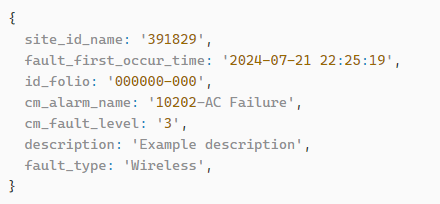 {
site_id_name: '391829',
fault_first_occur_time: '2024-07-21 22:25:19',
id_folio: '000000-000',
cm_alarm_name: '10202-AC Failure',
cm_fault_level: '3',
description: 'Example description',
fault_type: 'Wireless',
}